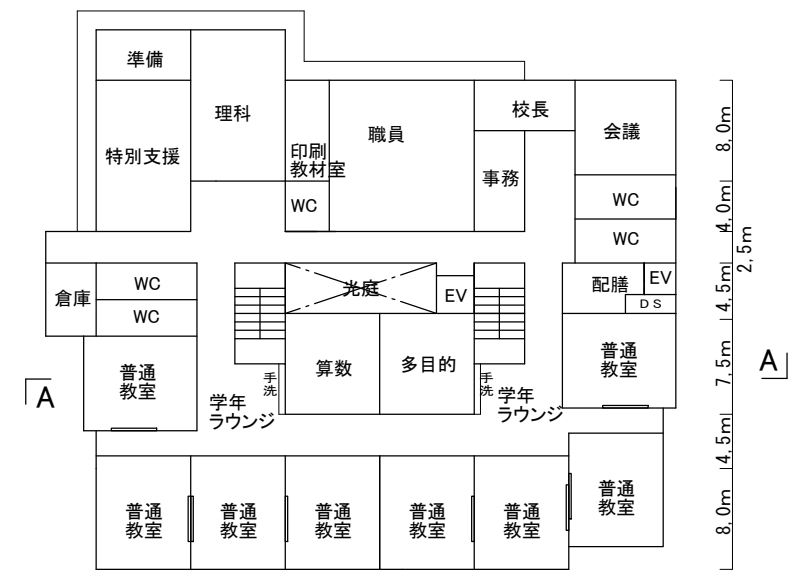 準備
理科
特別支援
印刷
教材室
職員
校長
会議
事務
WC
WC
WC
倉庫
WC
WC
光庭
EV
配膳
EV
DS
普通
教室
手洗
算数
多目的
手洗
普通
教室
学年
ラウンジ
学年
ラウンジ
A
A
普通
教室
普通
教室
普通
教室
普通
教室
普通
教室
普通
教室
8,0m
4,0m
2,5m
4,5m
7,5m
4,5m
8,0m